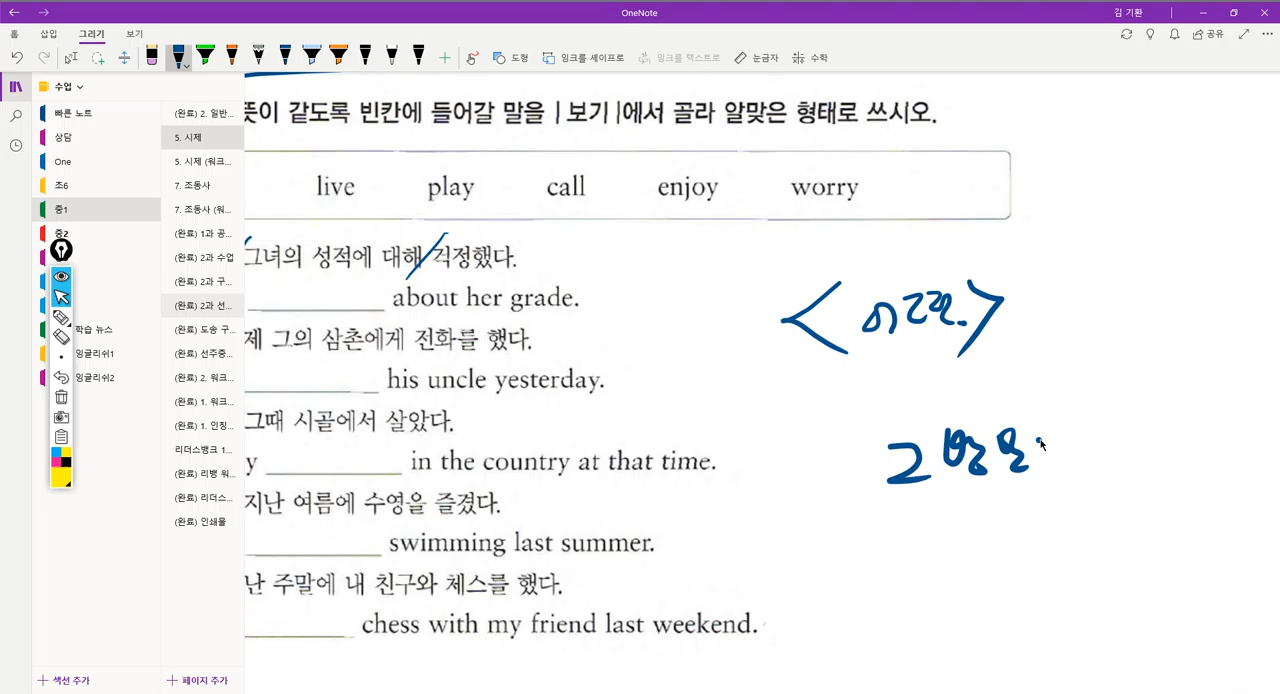 OneNote
김 기환
홈 삽입 그리기 보기
공유
도형 잉크를 셰이프로 잉크를 텍스트로 눈금자 수학
수업
빠른 노트
상담
One
초6
중1
중2
학습 뉴스
잉글리쉬1
잉글리쉬2
색션 추가
(완료) 2. 일반...
5. 시제
5. 시제 (워크...
7. 조동사
7. 조동사 (워...
(완료) 1과 공...
(완료) 2과 수업
(완료) 2과 구...
(완료) 2과 선...
(완료) 도송 구...
(완료) 선주중...
(완료) 2. 워크...
(완료) 1. 워크...
(완료) 1. 인칭...
리더스뱅크 1...
(완료) 리뱅 워...
(완료) 리더스...
(완료) 인쇄물
페이지 추가
뜻이 같도록 빈칸에 들어갈 말을 |보기|에서 골라 알맞은 형태로 쓰시오.
live play call enjoy worry
그녀의 성적에 대해 걱정했다.
about her grade.
제 그의 삼촌에게 전화를 했다.
his uncle yesterday.
그때 시골에서 살았다.
y in the country at that time.
지난 여름에 수영을 즐겼다.
swimming last summer.
난 주말에 내 친구와 체스를 했다.
chess with my friend last weekend.